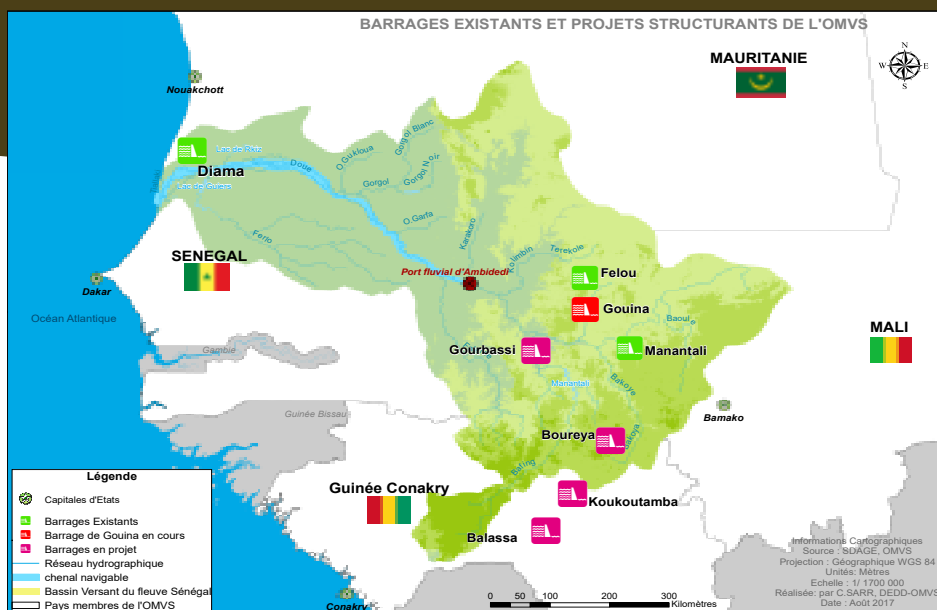 BARRAGES EXISTANTS ET PROJETS STRUCTURANTS DE L'OMVS
MAURITANIE
N
W
E
S
Nouakchott
Lac de Rkiz
Diama
Doue
O.Gukloua
Gorgol Blanc
Gorgol Noir
Gorgol
Lac de Guiers
O.Garfa
Ferlo
Karakoro
Kolimbin
Terekole
SENEGAL
Port fluvial d'Ambidedi
Felou
Dakar
Gouina
Océan Atlantique
Baoule
MALI
Gourbassi
Manantali
Gambie
Manantali
Bakoye
Bamako
Guinée Bissau
Boureya
Bafing
Guinée Conakry
Koukoutamba
Balassa
Conakry
Légende
Capitales d'Etats
Barrages Existants
Barrage de Gouina en cours
Barrages en projet
Réseau hydrographique
chenal navigable
Bassin Versant du fleuve Sénégal
Pays membres de l'OMVS
0 50 100 200 300
Kilomètres
Informations Cartographiques
Source : SDAGE, OMVS
Projection : Géographique WGS 84
Unités: Mètres
Echelle : 1/ 1700 000
Réalisée: par C.SARR, DEDD-OMVS
Date : Août 2017